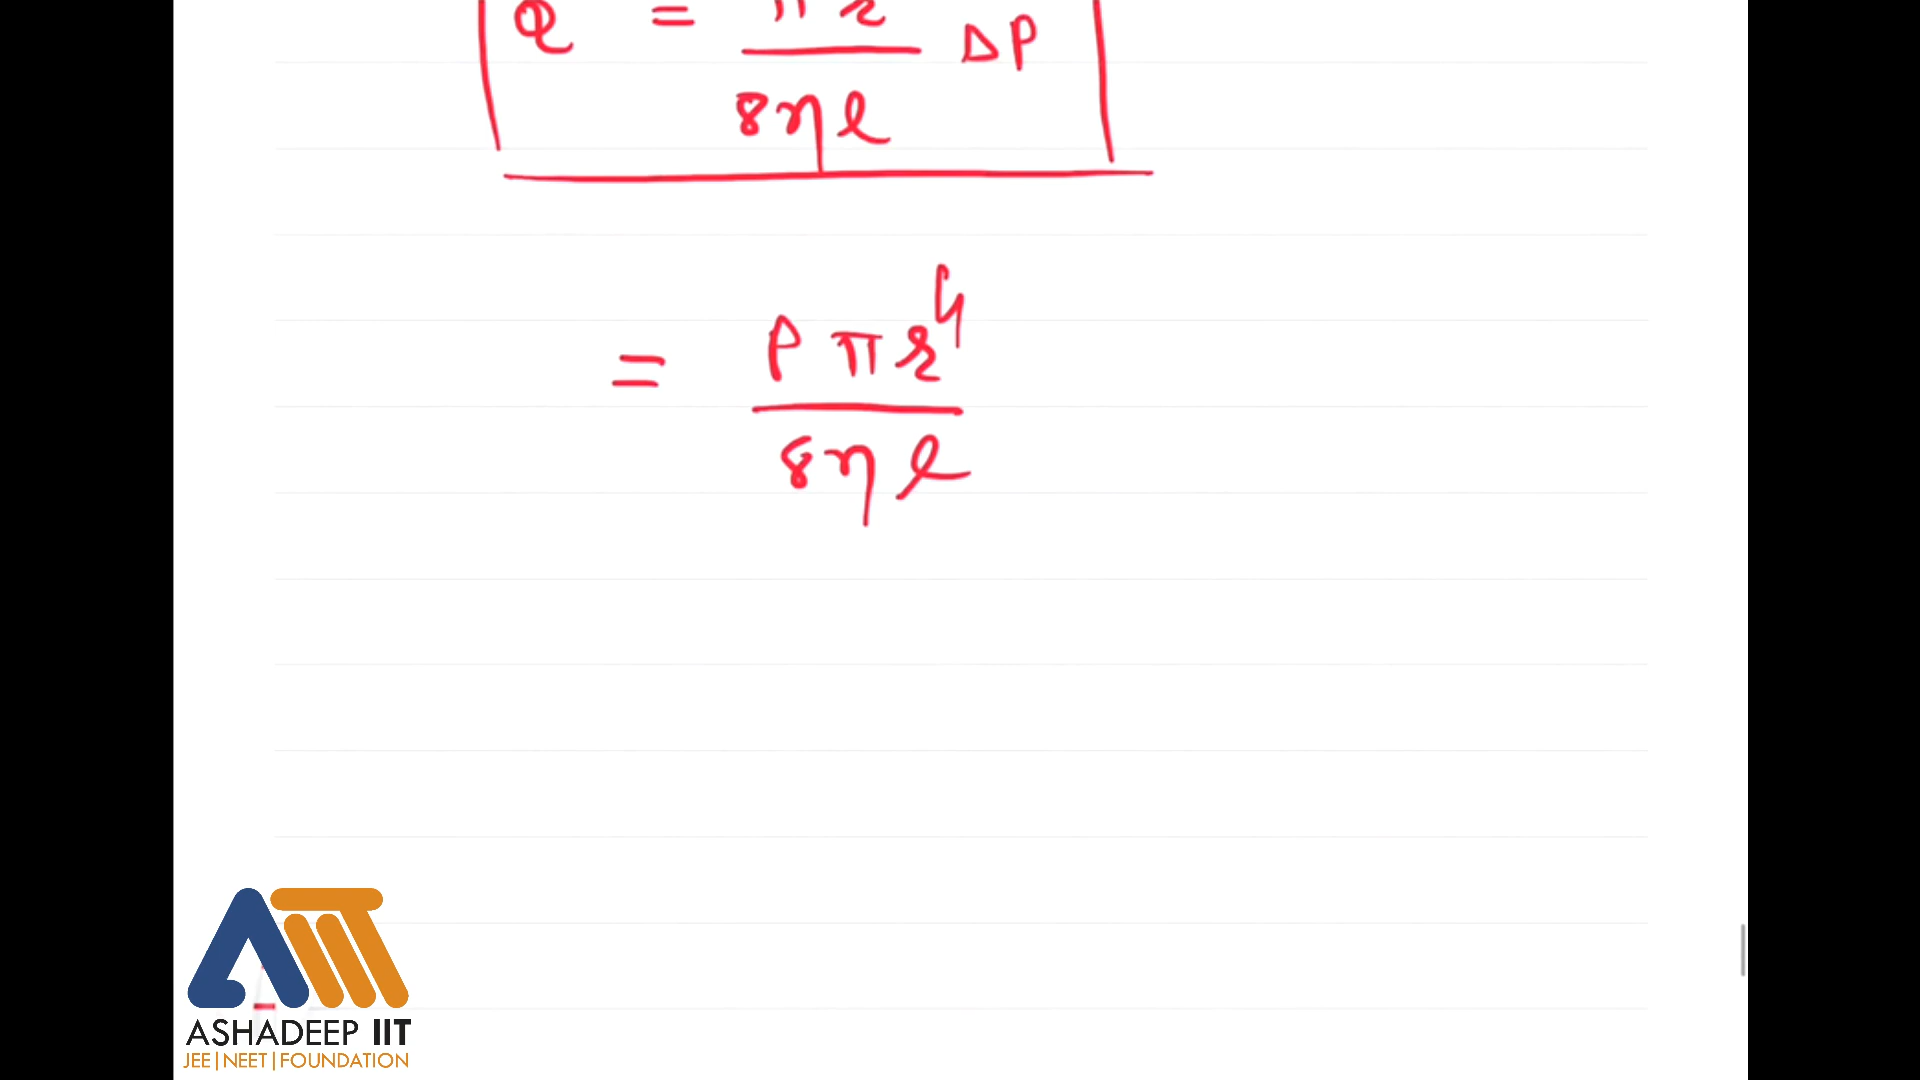 Q = πr / 8ηl ΔP
= Pπr⁴ / 8ηl
ASHADEEP IIT
JEE|NEET|FOUNDATION